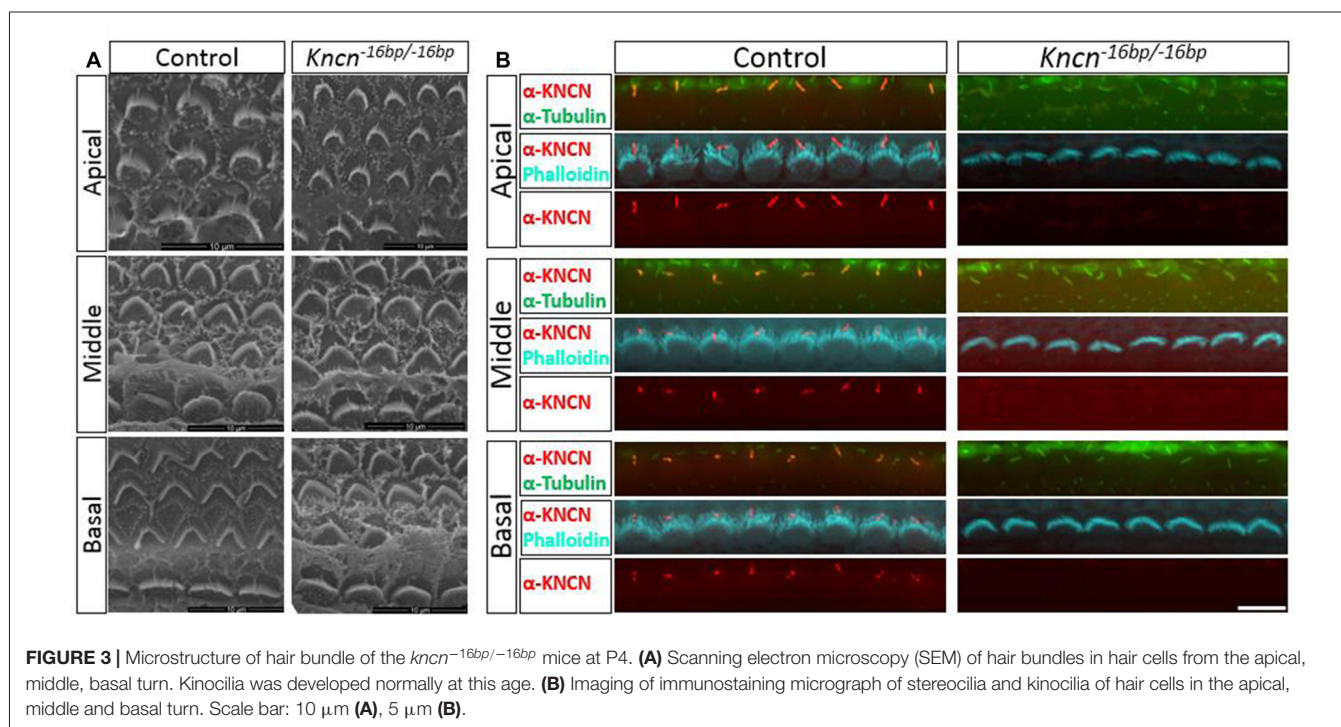 A
Control
Kncn-16bp/-16bp
Apical
10 µm
10 µm
Middle
10 µm
10 µm
Basal
10 µm
10 µm
B
Control
Kncn-16bp/-16bp
Apical
α-KNCN
α-Tubulin
α-KNCN
Phalloidin
α-KNCN
Middle
α-KNCN
α-Tubulin
α-KNCN
Phalloidin
α-KNCN
Basal
α-KNCN
α-Tubulin
α-KNCN
Phalloidin
α-KNCN
FIGURE 3 | Microstructure of hair bundle of the kncn−16bp/−16bp mice at P4. (A) Scanning electron microscopy (SEM) of hair bundles in hair cells from the apical,
middle, basal turn. Kinocilia was developed normally at this age. (B) Imaging of immunostaining micrograph of stereocilia and kinocilia of hair cells in the apical,
middle and basal turn. Scale bar: 10 µm (A), 5 µm (B).